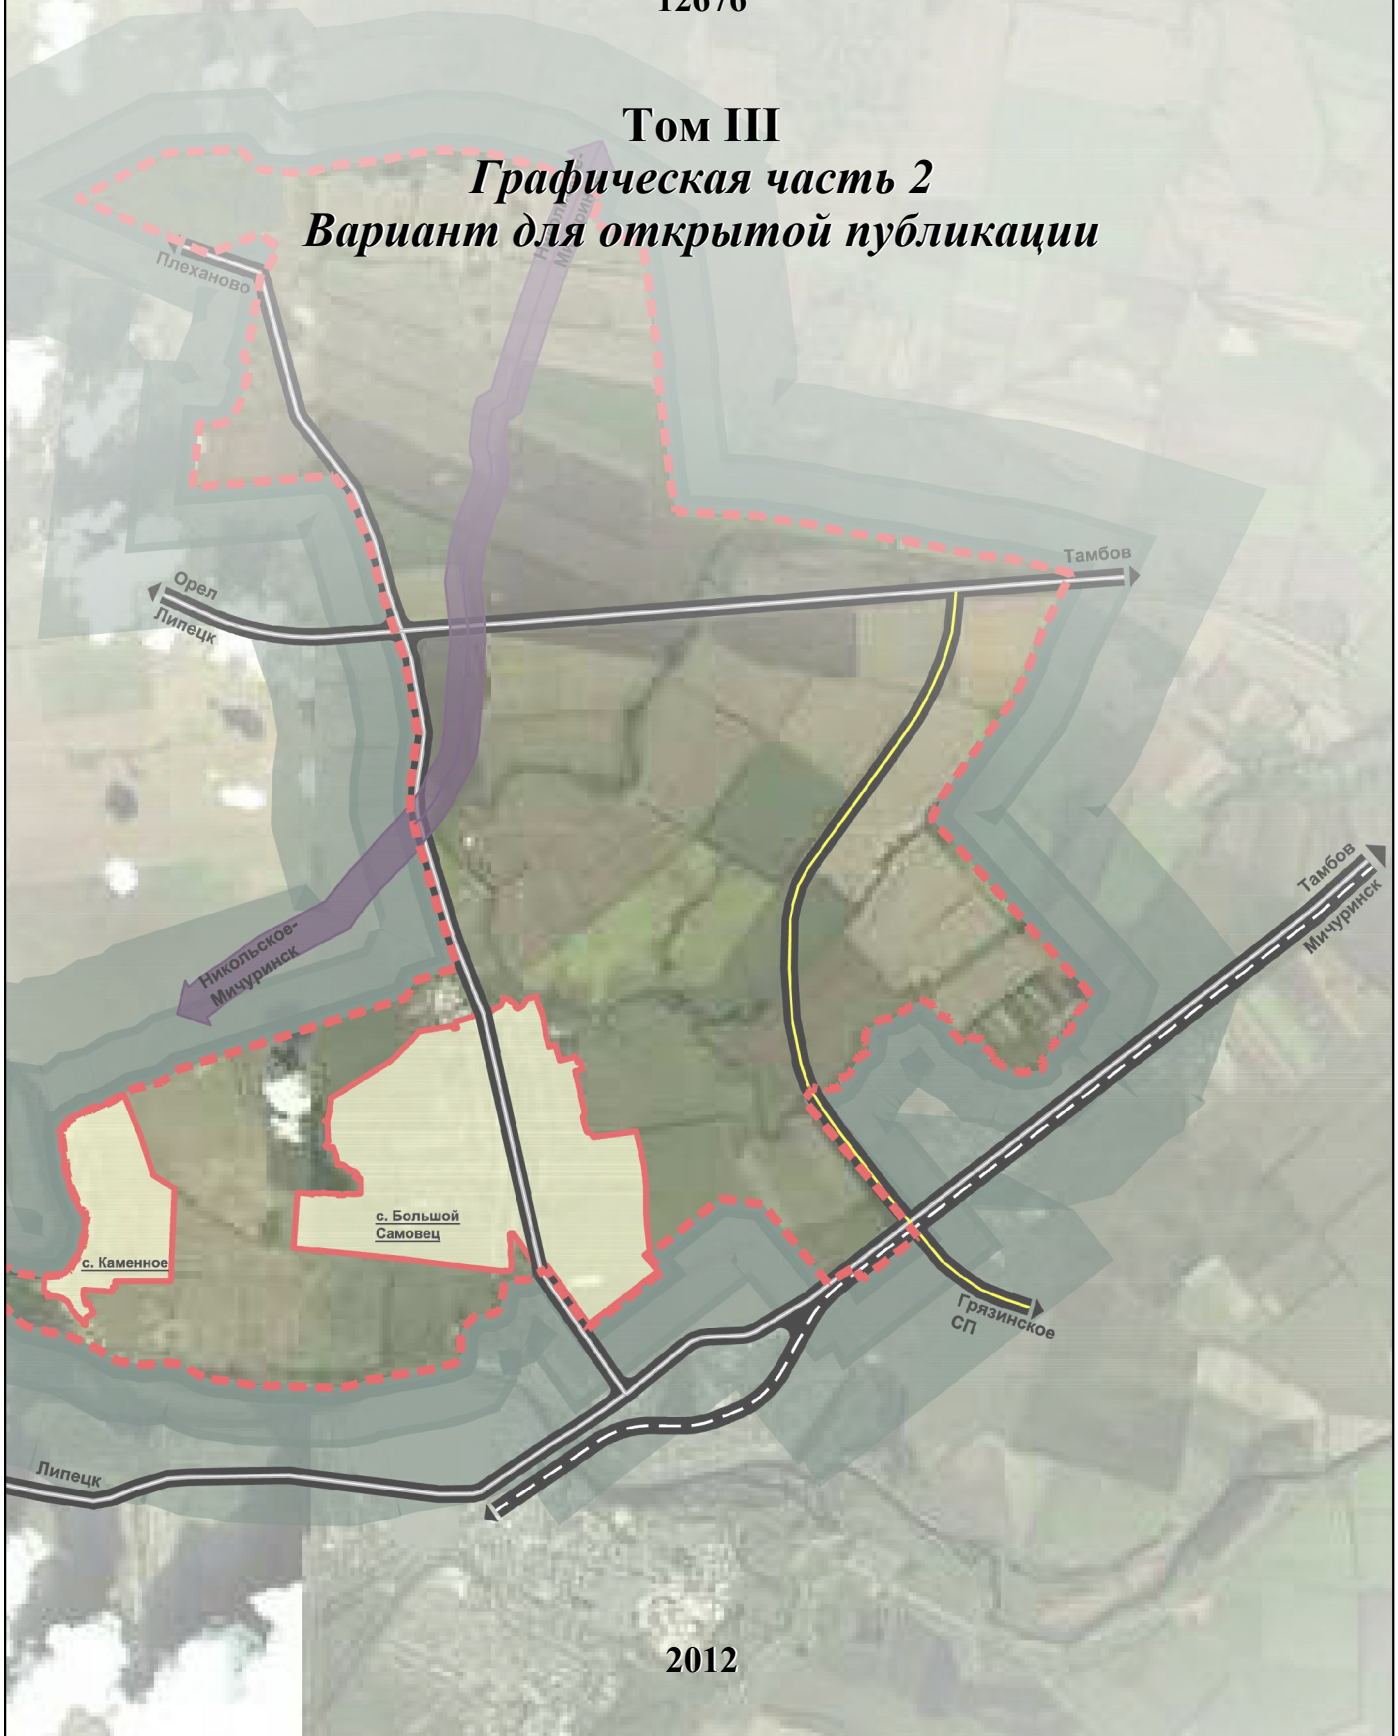 12676
Том III
Графическая часть 2
Вариант для открытой публикации
Плеханово
Тамбов
Орел
Липецк
Тамбов
Мичуринск
Никольское-
Мичуринск
с. Большой
Самовец
с. Каменное
Грязинское
СП
Липецк
2012